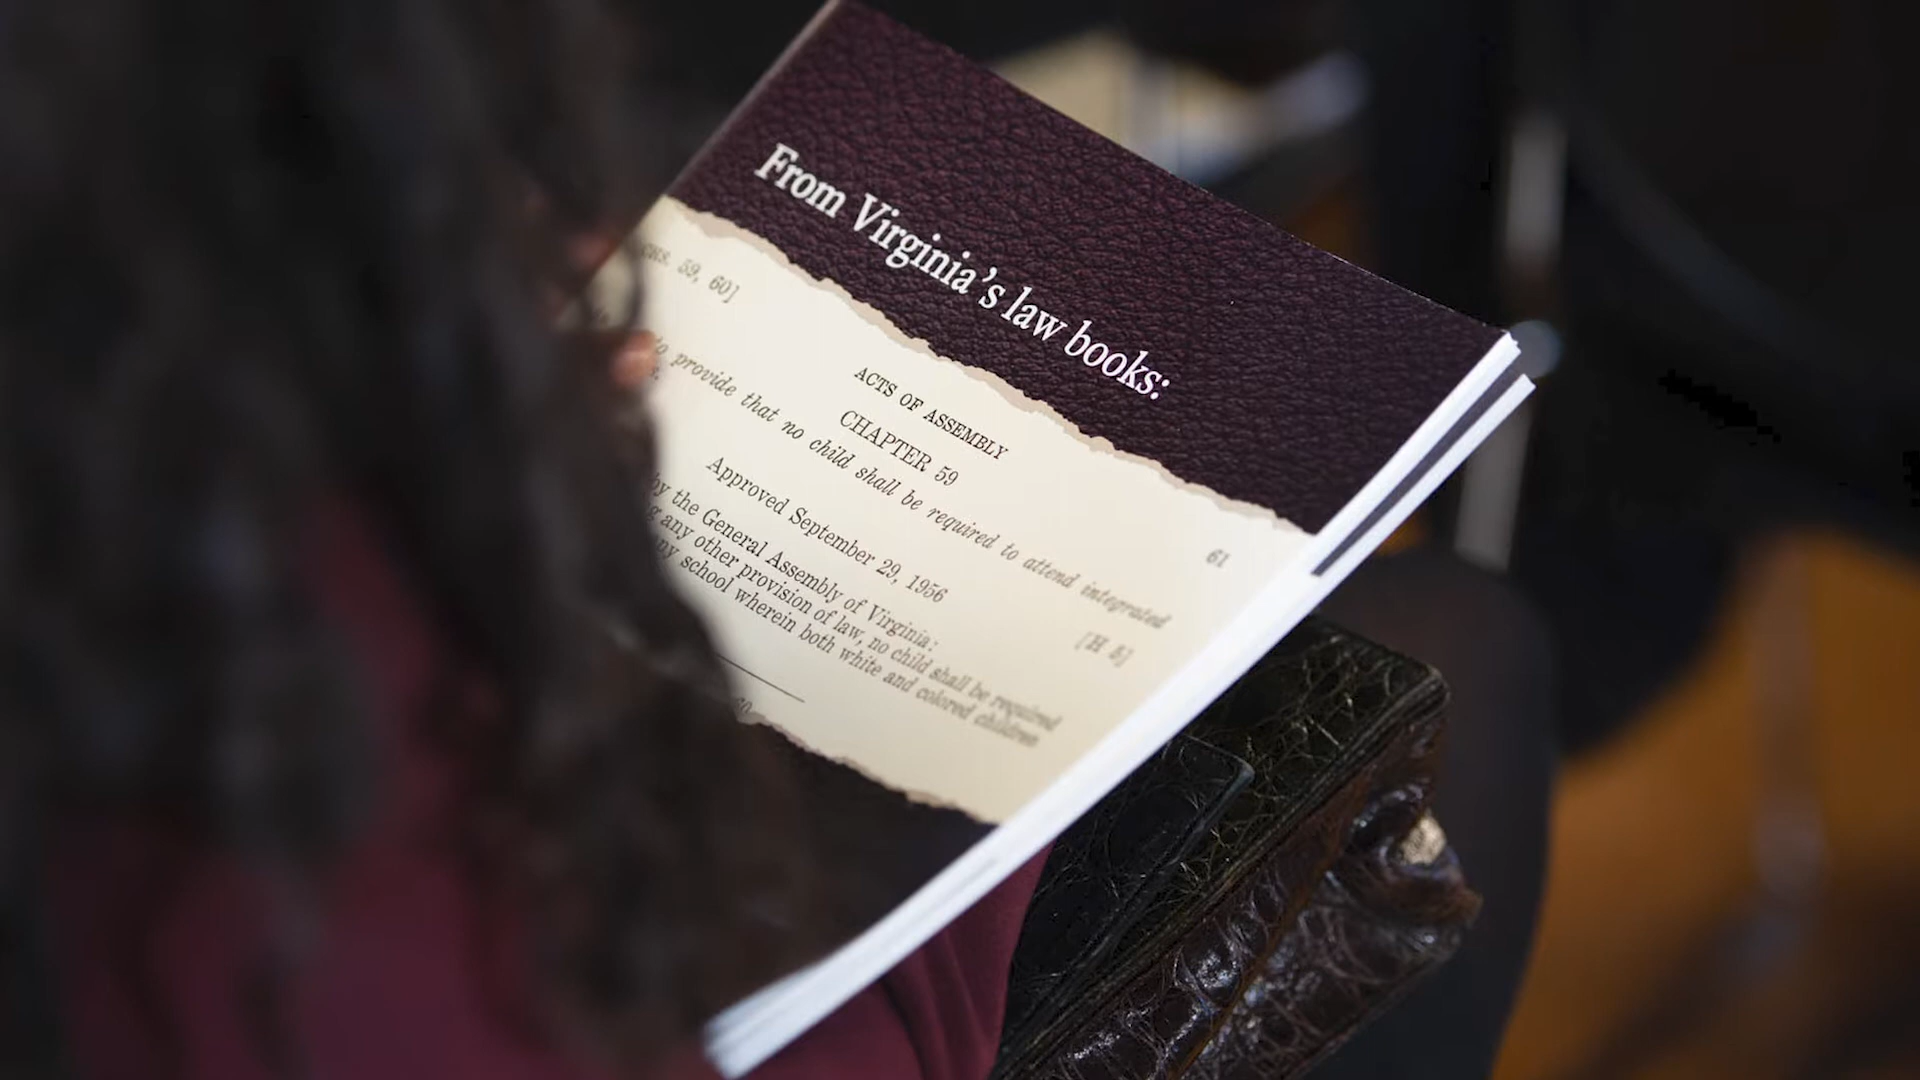 From Virginia's law books:
CHS. 59, 60]
ACTS OF ASSEMBLY
61
CHAPTER 59
to provide that no child shall be required to attend integrated
[H 5]
Approved September 29, 1956
by the General Assembly of Virginia:
any other provision of law, no child shall be required
any school wherein both white and colored children